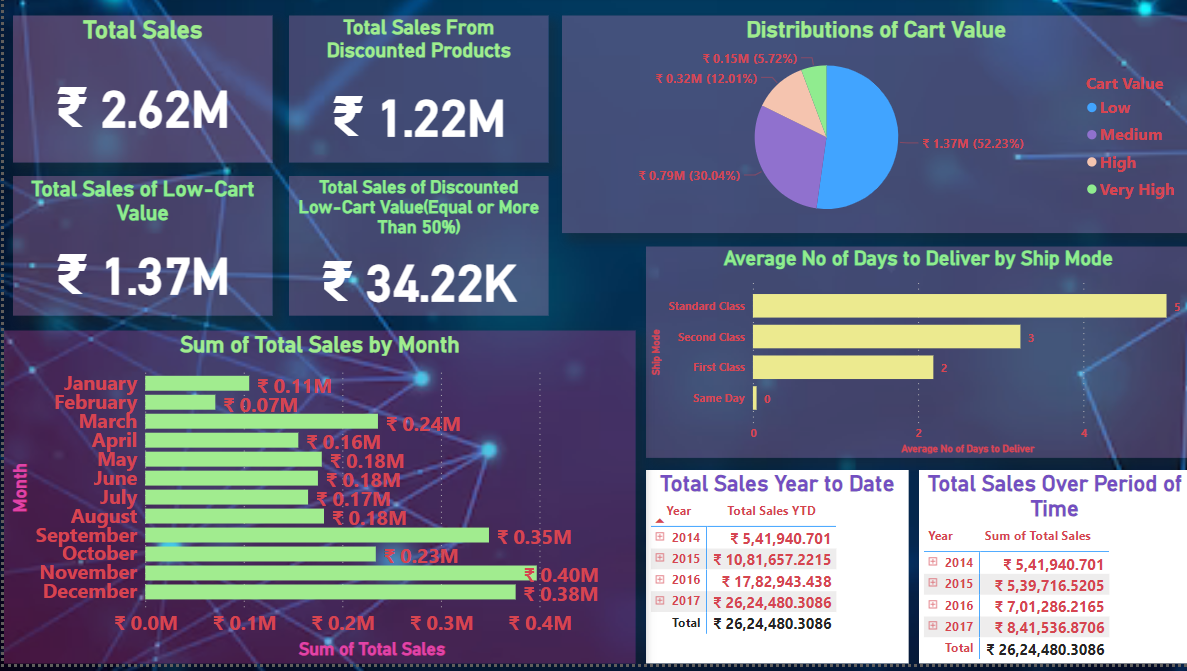 Total Sales
₹ 2.62M
Total Sales From
Discounted Products
₹ 1.22M
Total Sales of Low-Cart
Value
₹ 1.37M
Total Sales of Discounted
Low-Cart Value(Equal or More
Than 50%)
₹ 34.22K
Distributions of Cart Value
₹ 0.15M (5.72%)
₹ 0.32M (12.01%)
₹ 0.79M (30.04%)
₹ 1.37M (52.23%)
Cart Value
Low
Medium
High
Very High
Average No of Days to Deliver by Ship Mode
Ship Mode
Standard Class 5
Second Class 3
First Class 2
Same Day 0
0 2 4
Average No of Days to Deliver
Sum of Total Sales by Month
Month
January ₹ 0.11M
February ₹ 0.07M
March ₹ 0.24M
April ₹ 0.16M
May ₹ 0.18M
June ₹ 0.18M
July ₹ 0.17M
August ₹ 0.18M
September ₹ 0.35M
October ₹ 0.23M
November ₹ 0.40M
December ₹ 0.38M
₹ 0.0M ₹ 0.1M ₹ 0.2M ₹ 0.3M ₹ 0.4M
Sum of Total Sales
Total Sales Year to Date
Year Total Sales YTD
2014 ₹ 5,41,940.701
2015 ₹ 10,81,657.2215
2016 ₹ 17,82,943.438
2017 ₹ 26,24,480.3086
Total ₹ 26,24,480.3086
Total Sales Over Period of
Time
Year Sum of Total Sales
2014 ₹ 5,41,940.701
2015 ₹ 5,39,716.5205
2016 ₹ 7,01,286.2165
2017 ₹ 8,41,536.8706
Total ₹ 26,24,480.3086